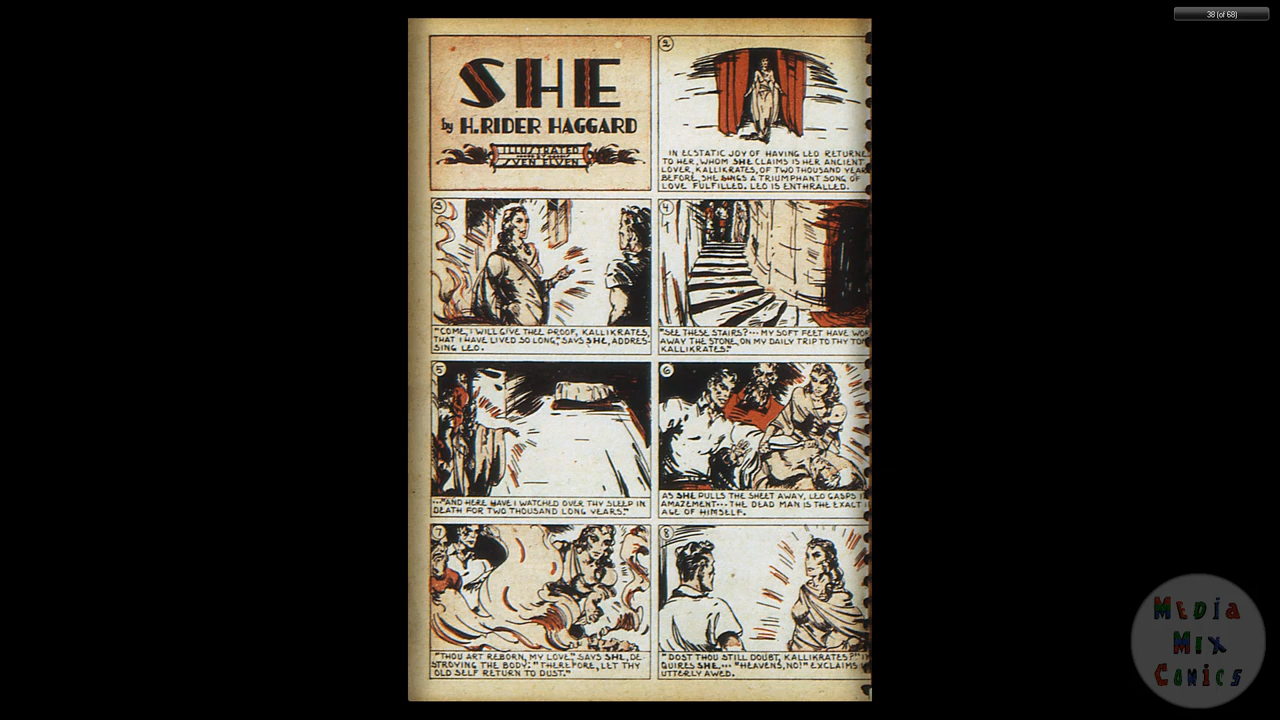 38 (of 68)
SHE
by H. RIDER HAGGARD
ILLUSTRATED
BY
SVEN ELVEN
2
IN ECSTATIC JOY OF HAVING LEO RETURNE
TO HER, WHOM SHE CLAIMS IS HER ANCIENT
LOVER, KALLIKRATES, OF TWO THOUSAND YEAR
BEFORE, SHE SINGS A TRIUMPHANT SONG OF
LOVE FULFILLED. LEO IS ENTHRALLED.
3
"COME, I WILL GIVE THEE PROOF, KALLIKRATES,
THAT I HAVE LIVED SO LONG," SAYS SHE, ADDRES-
SING LEO.
4
"SEE THESE STAIRS?... MY SOFT FEET HAVE WOR
AWAY THE STONE, ON MY DAILY TRIP TO THY TOM
KALLIKRATES."
5
..."AND HERE HAVE I WATCHED OVER THY SLEEP IN
DEATH FOR TWO THOUSAND LONG YEARS."
6
AS SHE PULLS THE SHEET AWAY, LEO GASPS I
AMAZEMENT... THE DEAD MAN IS THE EXACT I
AGE OF HIMSELF.
7
"THOU ART REBORN, MY LOVE," SAYS SHE, DE-
STROYING THE BODY: "THEREFORE, LET THY
OLD SELF RETURN TO DUST."
8
"DOST THOU STILL DOUBT, KALLIKRATES?" I
QUIRES SHE... "HEAVENS, NO!" EXCLAIMS
UTTERLY AWED.
MEDIA
MIX
COMICS